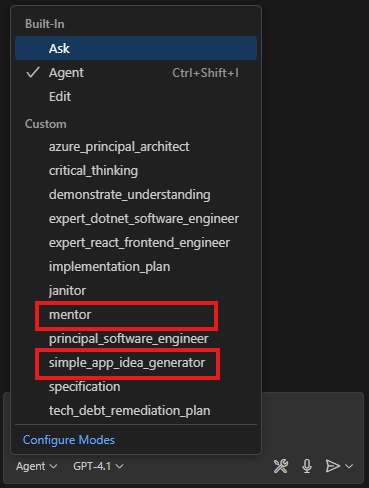 Built-In
Ask
Agent Ctrl+Shift+I
Edit
Custom
azure_principal_architect
critical_thinking
demonstrate_understanding
expert_dotnet_software_engineer
expert_react_frontend_engineer
implementation_plan
janitor
mentor
principal_software_engineer
simple_app_idea_generator
specification
tech_debt_remediation_plan
Configure Modes
Agent GPT-4.1